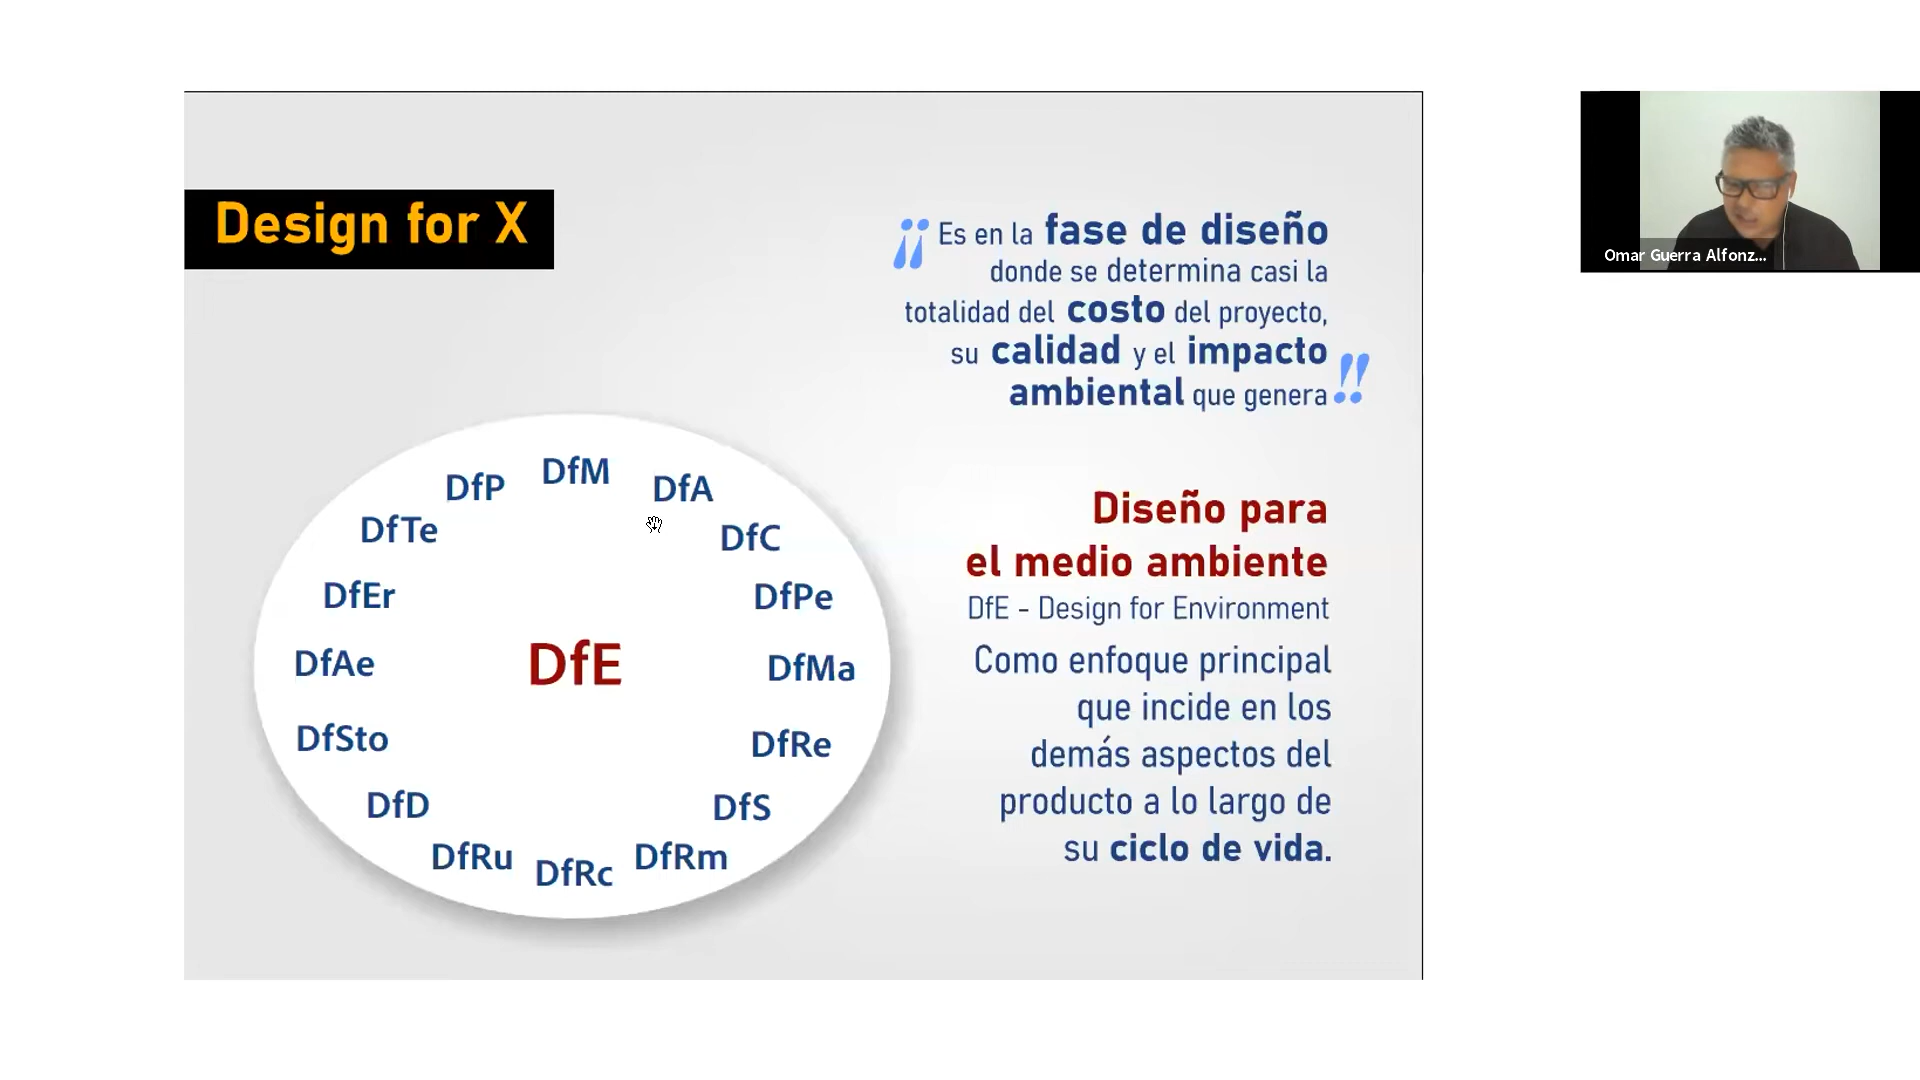 Design for X
¡¡ Es en la fase de diseño
donde se determina casi la
totalidad del costo del proyecto,
su calidad y el impacto
ambiental que genera !!
DfM
DfP
DfA
DfTe
DfC
DfEr
DfPe
DfAe
DfE
DfMa
DfSto
DfRe
DfD
DfS
DfRu
DfRc
DfRm
Diseño para
el medio ambiente
DfE - Design for Environment
Como enfoque principal
que incide en los
demás aspectos del
producto a lo largo de
su ciclo de vida.
Omar Guerra Alfonz...